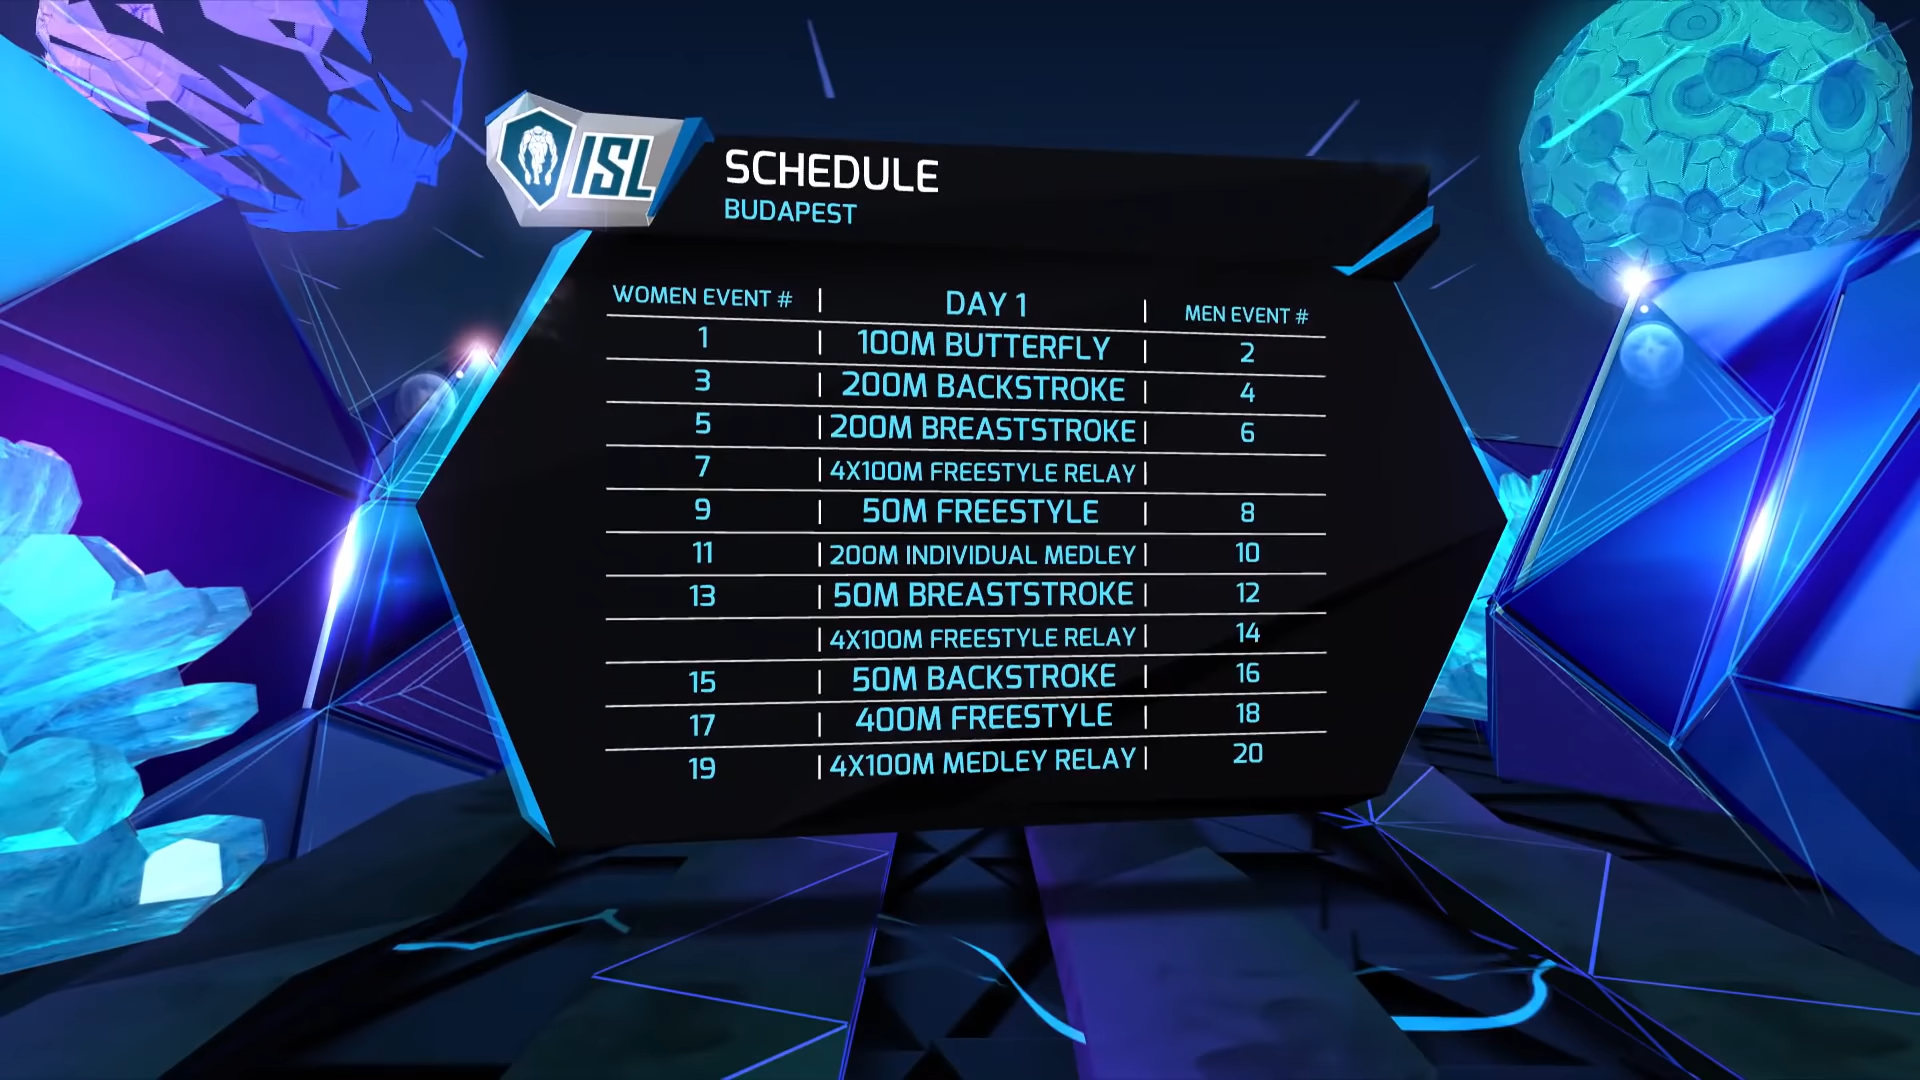 ISL
SCHEDULE
BUDAPEST
WOMEN EVENT # | DAY 1 | MEN EVENT #
1 | 100M BUTTERFLY | 2
3 | 200M BACKSTROKE | 4
5 | 200M BREASTSTROKE | 6
7 | 4X100M FREESTYLE RELAY |
9 | 50M FREESTYLE | 8
11 | 200M INDIVIDUAL MEDLEY | 10
13 | 50M BREASTSTROKE | 12
| 4X100M FREESTYLE RELAY | 14
15 | 50M BACKSTROKE | 16
17 | 400M FREESTYLE | 18
19 | 4X100M MEDLEY RELAY | 20